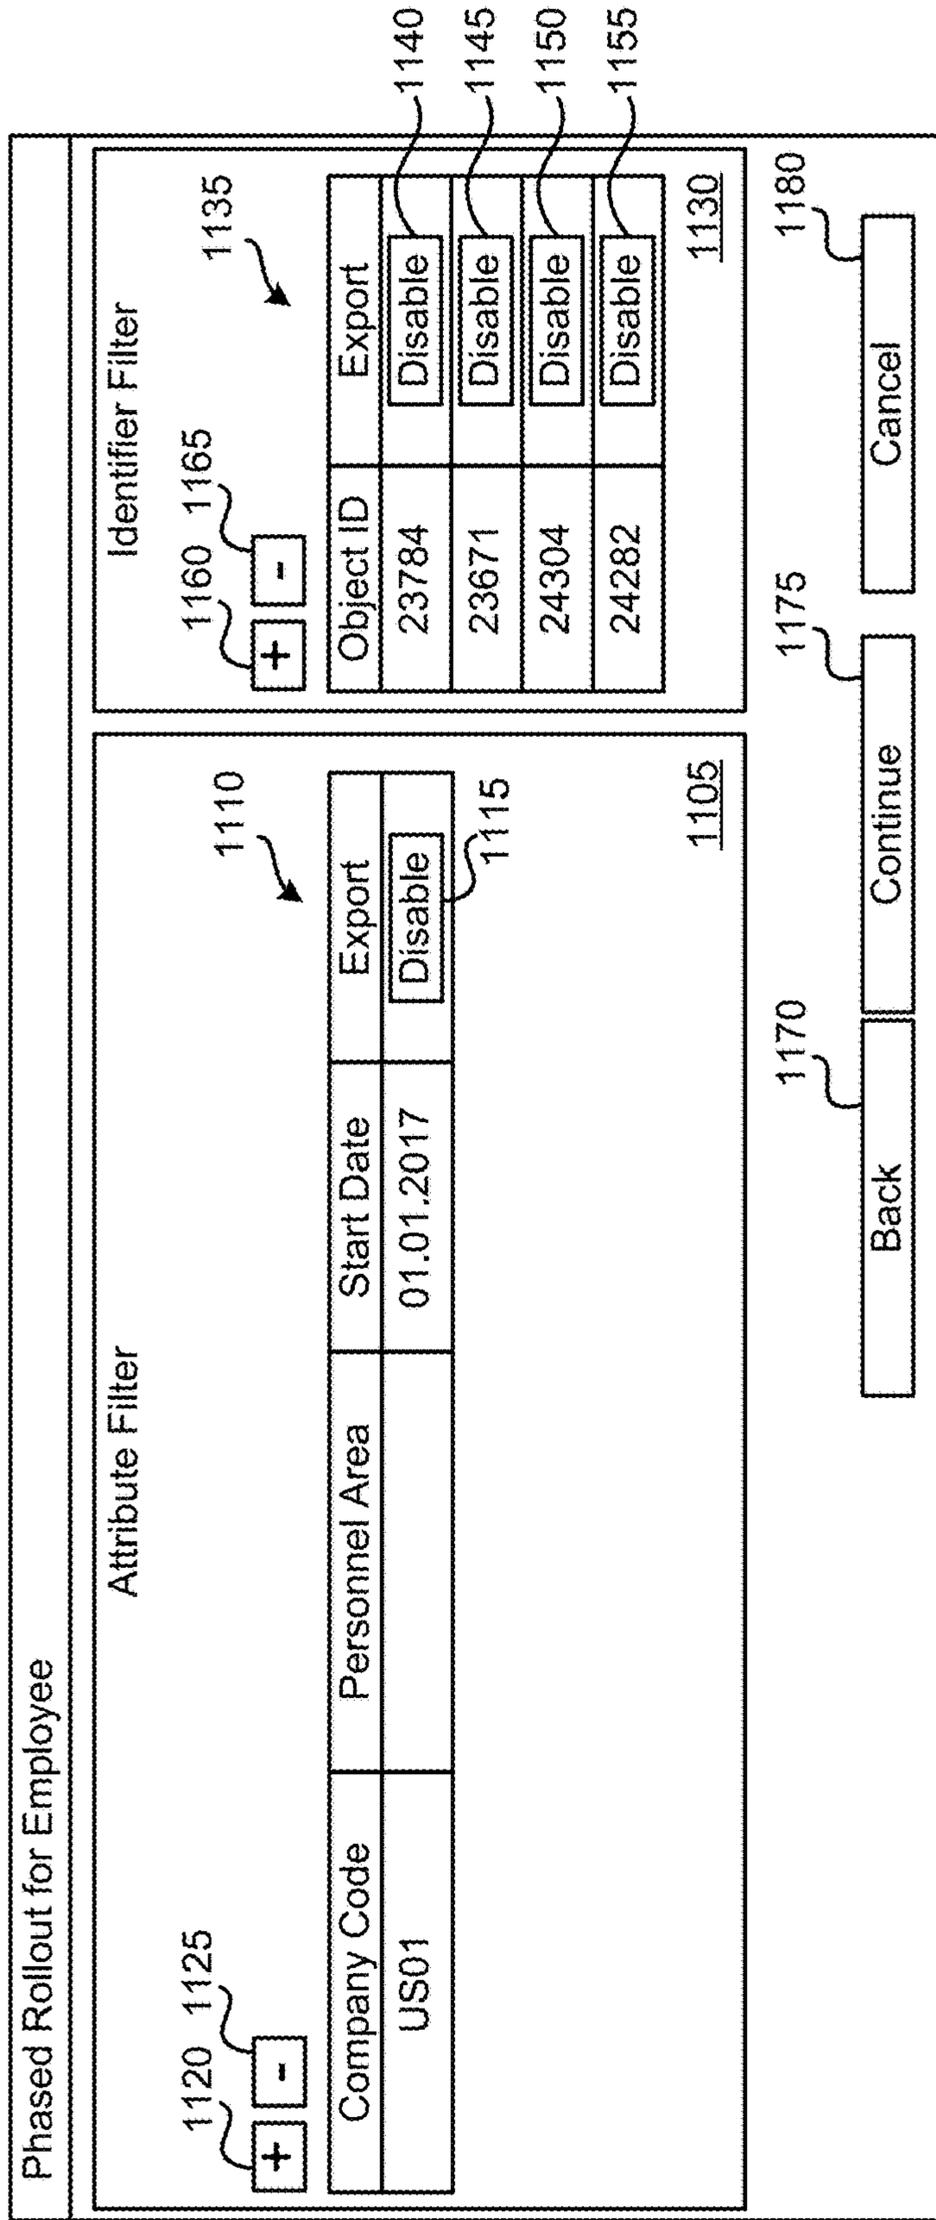 Phased Rollout for Employee
Attribute Filter
1120 1125
+ -
1110
Company Code Personnel Area Start Date Export
US01 01.01.2017 Disable
1115
1105
Identifier Filter
1160 1165
+ -
1135
Object ID Export
23784 Disable 1140
23671 Disable 1145
24304 Disable 1150
24282 Disable 1155
1130
1170 1175 1180
Back Continue Cancel